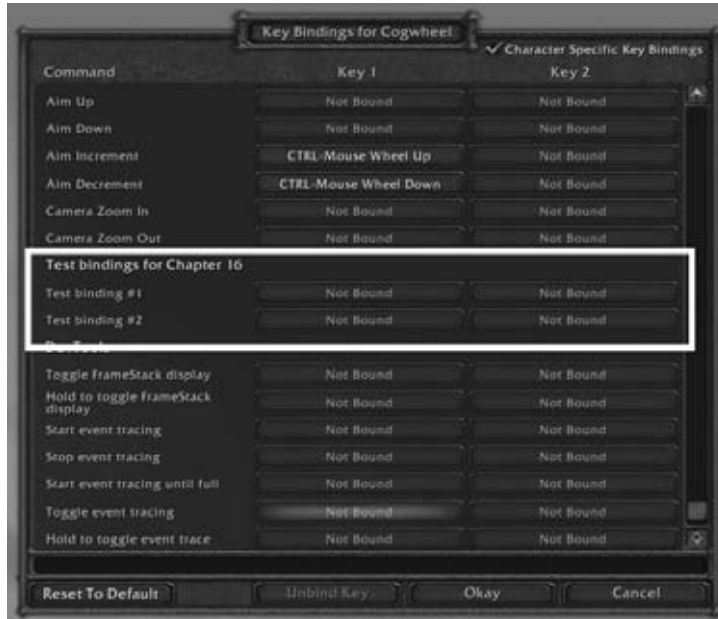 Key Bindings for Cogwheel
Character Specific Key Bindings
Command Key 1 Key 2
Aim Up Not Bound Not Bound
Aim Down Not Bound Not Bound
Aim Increment CTRL-Mouse Wheel Up Not Bound
Aim Decrement CTRL-Mouse Wheel Down Not Bound
Camera Zoom In Not Bound Not Bound
Camera Zoom Out Not Bound Not Bound
Test bindings for Chapter 16
Test binding #1 Not Bound Not Bound
Test binding #2 Not Bound Not Bound
Toggle FrameStack display Not Bound Not Bound
Hold to toggle FrameStack
display Not Bound Not Bound
Start event tracing Not Bound Not Bound
Stop event tracing Not Bound Not Bound
Start event tracing until full Not Bound Not Bound
Toggle event tracing Not Bound Not Bound
Hold to toggle event trace Not Bound Not Bound
Reset To Default Unbind Key Okay Cancel